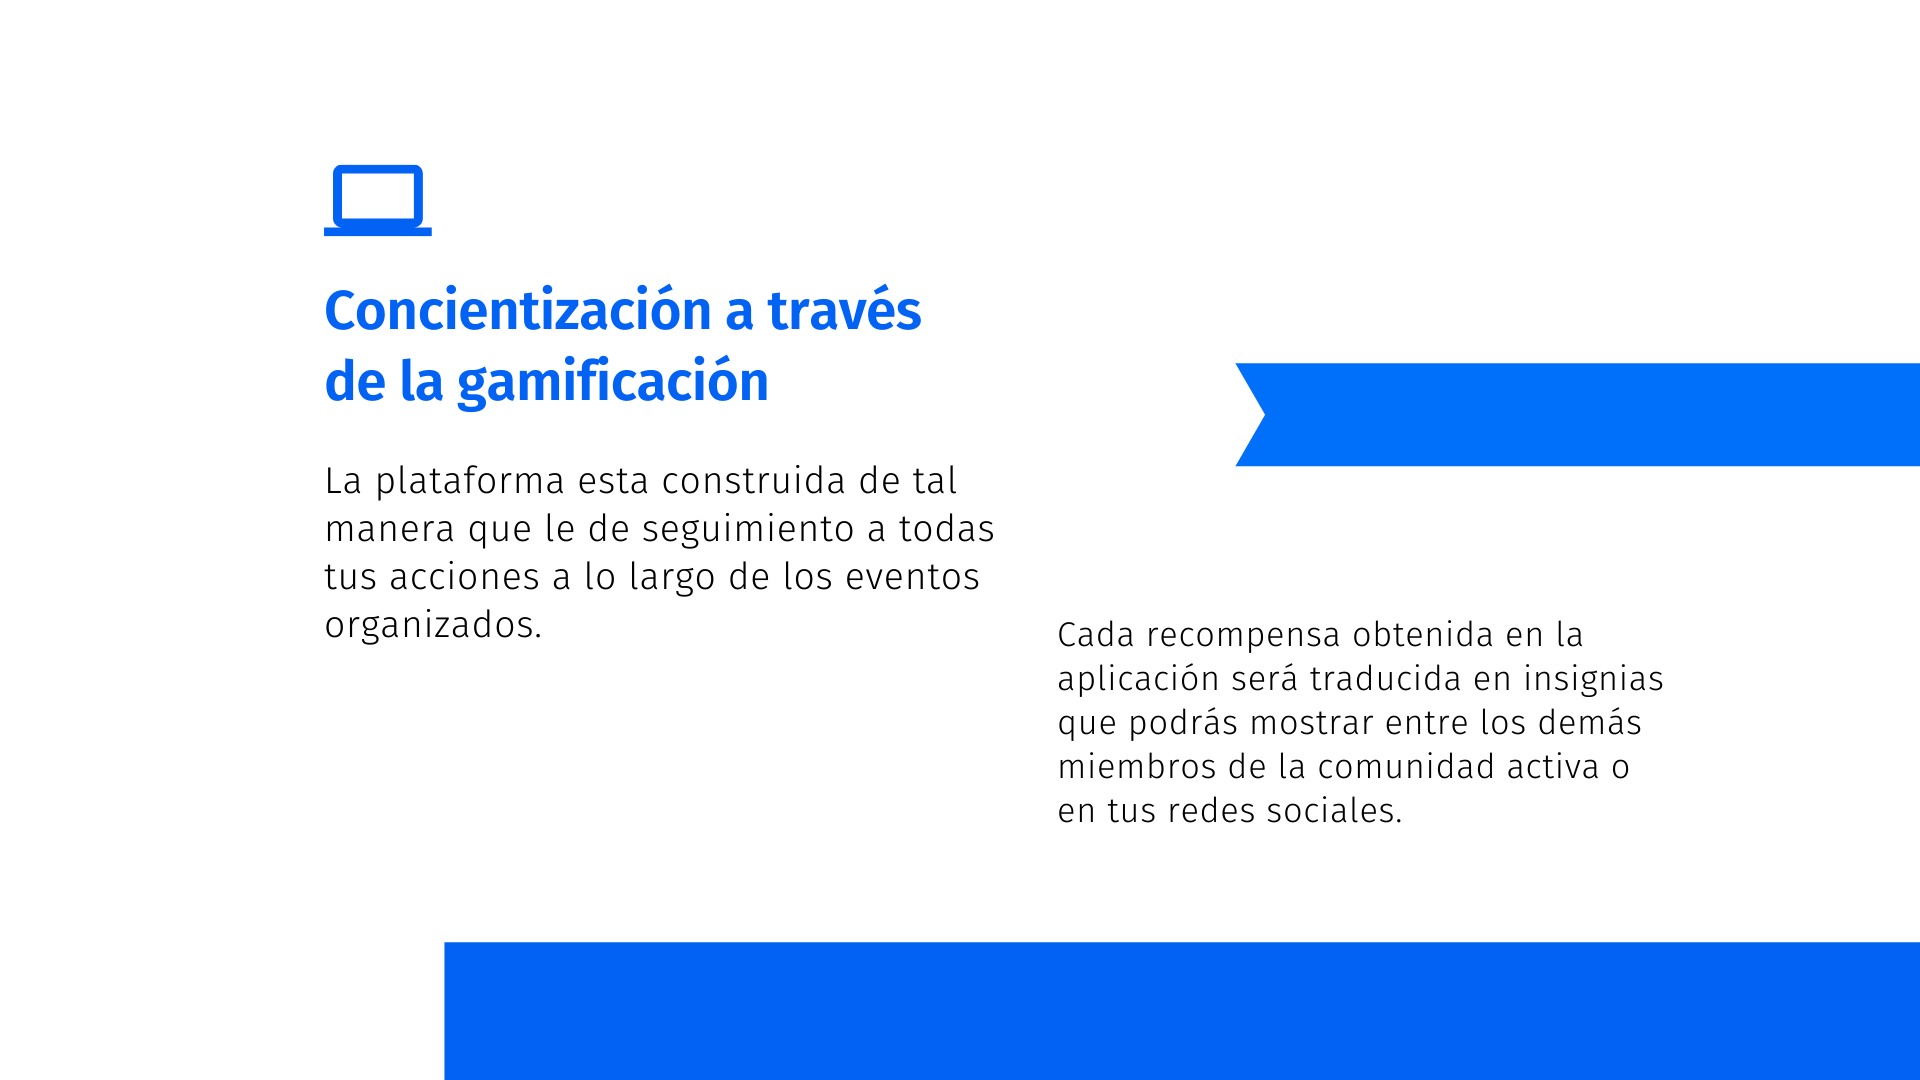 Concientización a través
de la gamificación
La plataforma esta construida de tal
manera que le de seguimiento a todas
tus acciones a lo largo de los eventos
organizados.
Cada recompensa obtenida en la
aplicación será traducida en insignias
que podrás mostrar entre los demás
miembros de la comunidad activa o
en tus redes sociales.